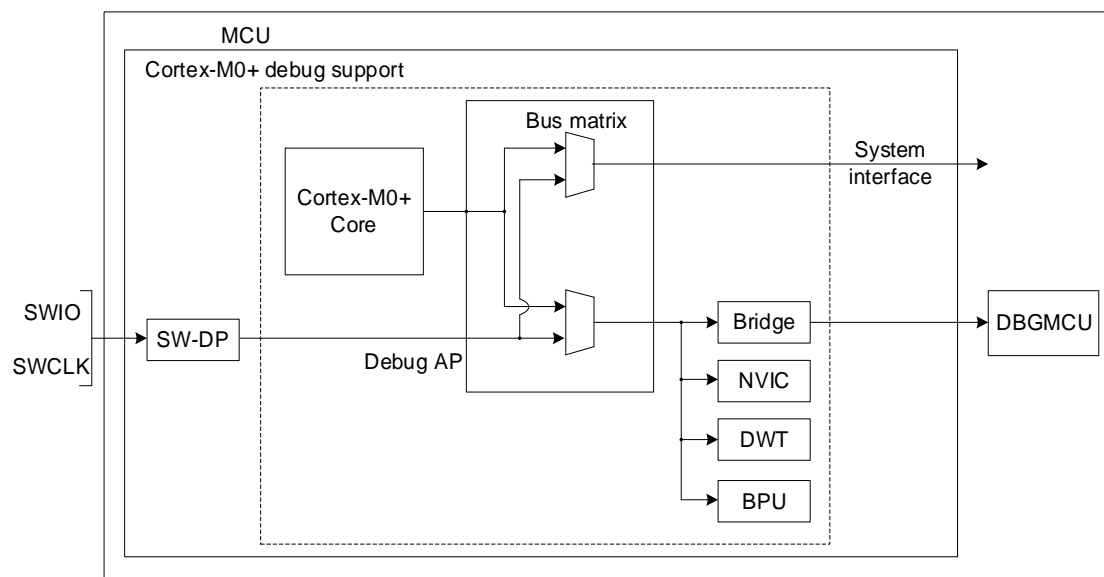 MCU
Cortex-M0+ debug support
Bus matrix
System
interface
Cortex-M0+
Core
SWIO
SWCLK
SW-DP
Debug AP
Bridge
DBGMCU
NVIC
DWT
BPU